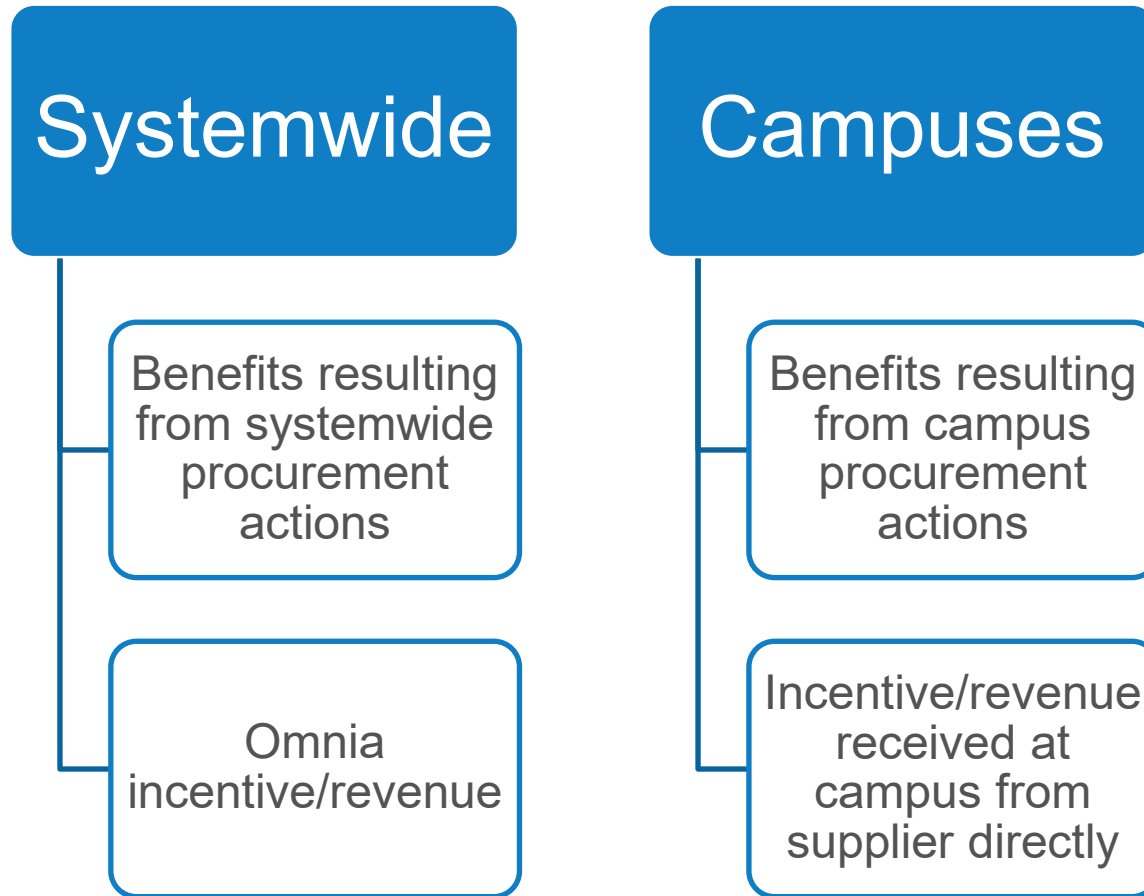 Systemwide
Benefits resulting
from systemwide
procurement
actions
Omnia
incentive/revenue
Campuses
Benefits resulting
from campus
procurement
actions
Incentive/revenue
received at
campus from
supplier directly